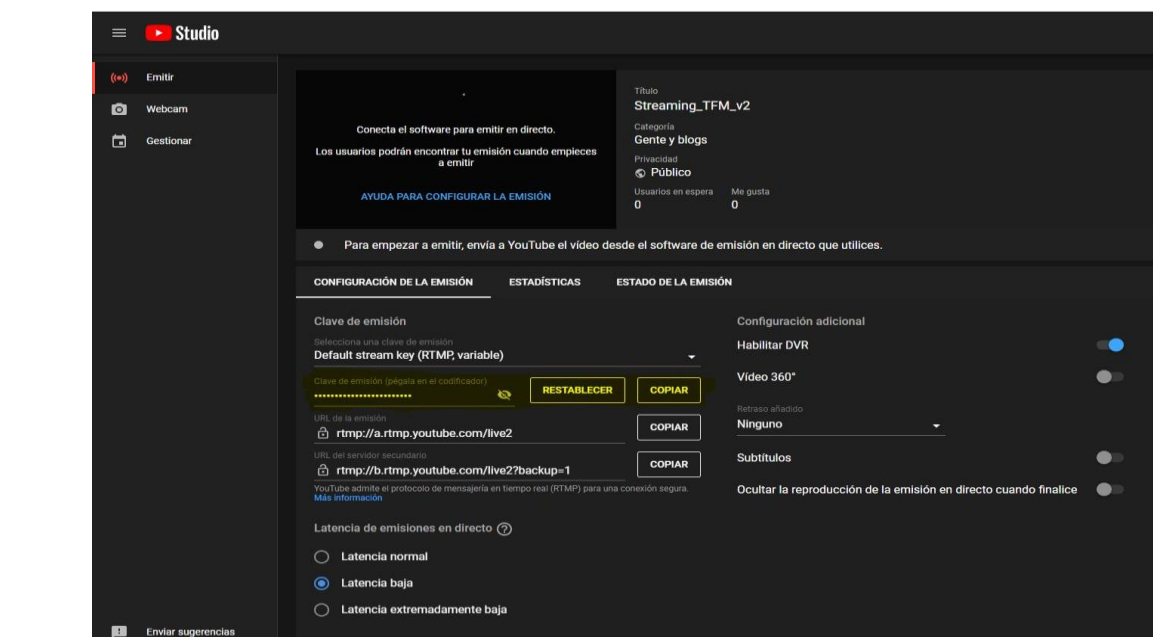 Studio
Emitir
Webcam
Gestionar
Conecta el software para emitir en directo.
Los usuarios podrán encontrar tu emisión cuando empieces
a emitir
AYUDA PARA CONFIGURAR LA EMISIÓN
Título
Streaming_TFM_v2
Categoría
Gente y blogs
Privacidad
Público
Usuarios en espera Me gusta
0 0
Para empezar a emitir, envía a YouTube el vídeo desde el software de emisión en directo que utilices.
CONFIGURACIÓN DE LA EMISIÓN ESTADÍSTICAS ESTADO DE LA EMISIÓN
Clave de emisión
Selecciona una clave de emisión
Default stream key (RTMP, variable)
Clave de emisión (pégala en el codificador)
•••••••••••••••••••••••• RESTABLECER COPIAR
URL de la emisión
rtmp://a.rtmp.youtube.com/live2 COPIAR
URL del servidor secundario
rtmp://b.rtmp.youtube.com/live2?backup=1 COPIAR
YouTube admite el protocolo de mensajería en tiempo real (RTMP) para una conexión segura.
Más información
Latencia de emisiones en directo ?
Latencia normal
Latencia baja
Latencia extremadamente baja
Configuración adicional
Habilitar DVR
Vídeo 360°
Retraso añadido
Ninguno
Subtítulos
Ocultar la reproducción de la emisión en directo cuando finalice
Enviar sugerencias